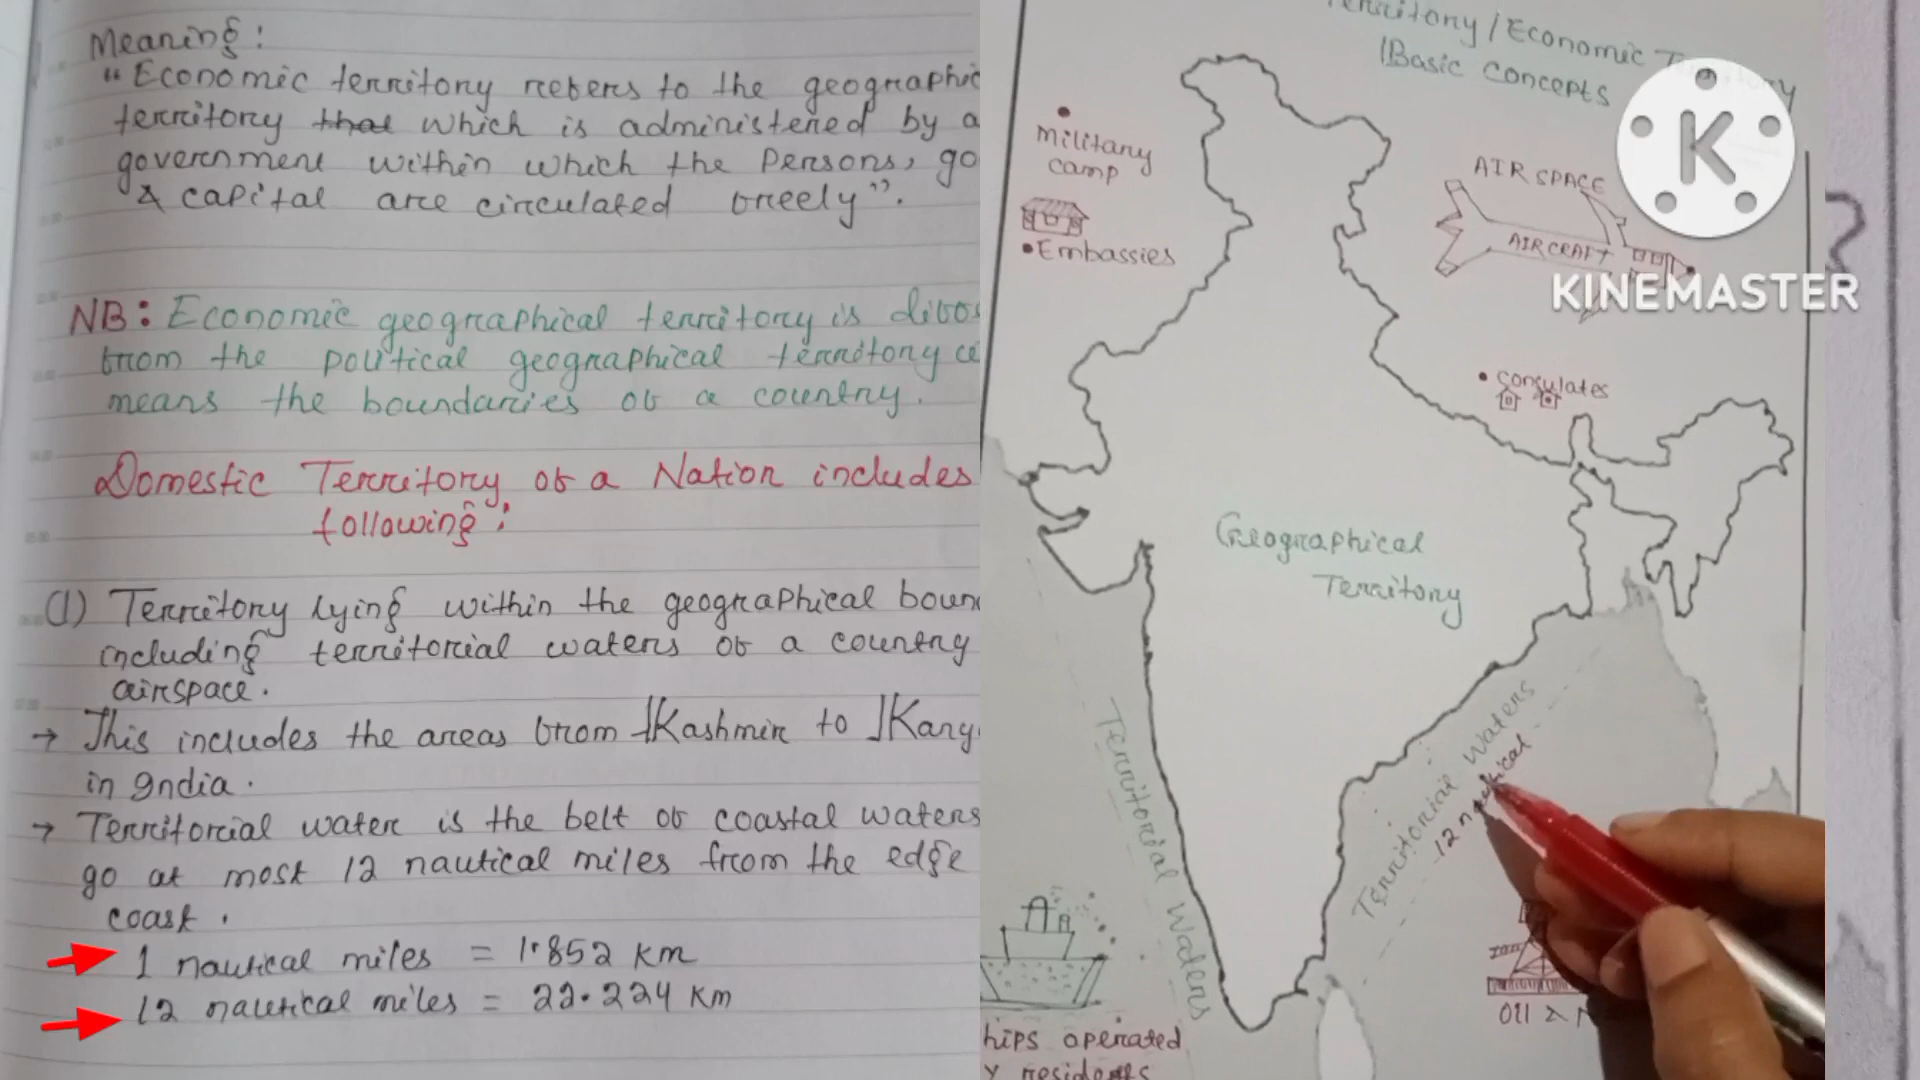 Meaning:
"Economic territory refers to the geographic
territory that which is administered by a
government within which the Persons, go
& capital are circulated freely".
NB: Economic geographical territory is
from the political geographical territory
means the boundaries of a country.
Domestic Territory of a Nation includes
following:
(1) Territory lying within the geographical boun
including territorial waters of a country
airspace.
→ This includes the areas from Kashmir to Kany
in India.
→ Territorial water is the belt of coastal waters
go at most 12 nautical miles from the edge
coast.
1 nautical miles = 1.852 KM
12 nautical miles = 22.224 KM
Territory / Economic
Basic Concepts
Military
camp
Embassies
AIR SPACE
AIRCRAFT
K
KINEMASTER
Consulates
Geographical
Territory
Territorial Waters
Territorial Waters
12 nautical
hips operated
y residents
Oil &